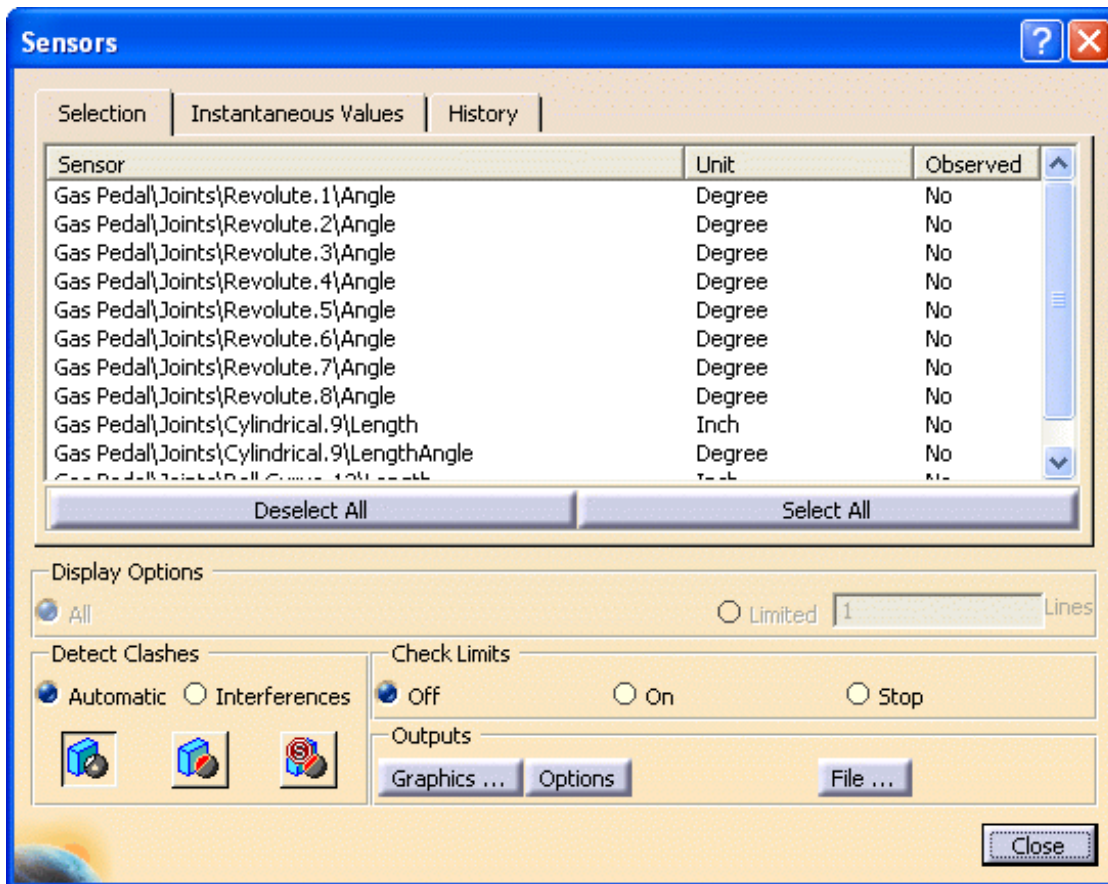 Sensors
Selection Instantaneous Values History
Sensor Unit Observed
Gas Pedal\Joints\Revolute.1\Angle Degree No
Gas Pedal\Joints\Revolute.2\Angle Degree No
Gas Pedal\Joints\Revolute.3\Angle Degree No
Gas Pedal\Joints\Revolute.4\Angle Degree No
Gas Pedal\Joints\Revolute.5\Angle Degree No
Gas Pedal\Joints\Revolute.6\Angle Degree No
Gas Pedal\Joints\Revolute.7\Angle Degree No
Gas Pedal\Joints\Revolute.8\Angle Degree No
Gas Pedal\Joints\Cylindrical.9\Length Inch No
Gas Pedal\Joints\Cylindrical.9\LengthAngle Degree No
Deselect All Select All
Display Options
All Limited 1 Lines
Detect Clashes Check Limits
Automatic Interferences Off On Stop
Outputs
Graphics ... Options File ...
Close